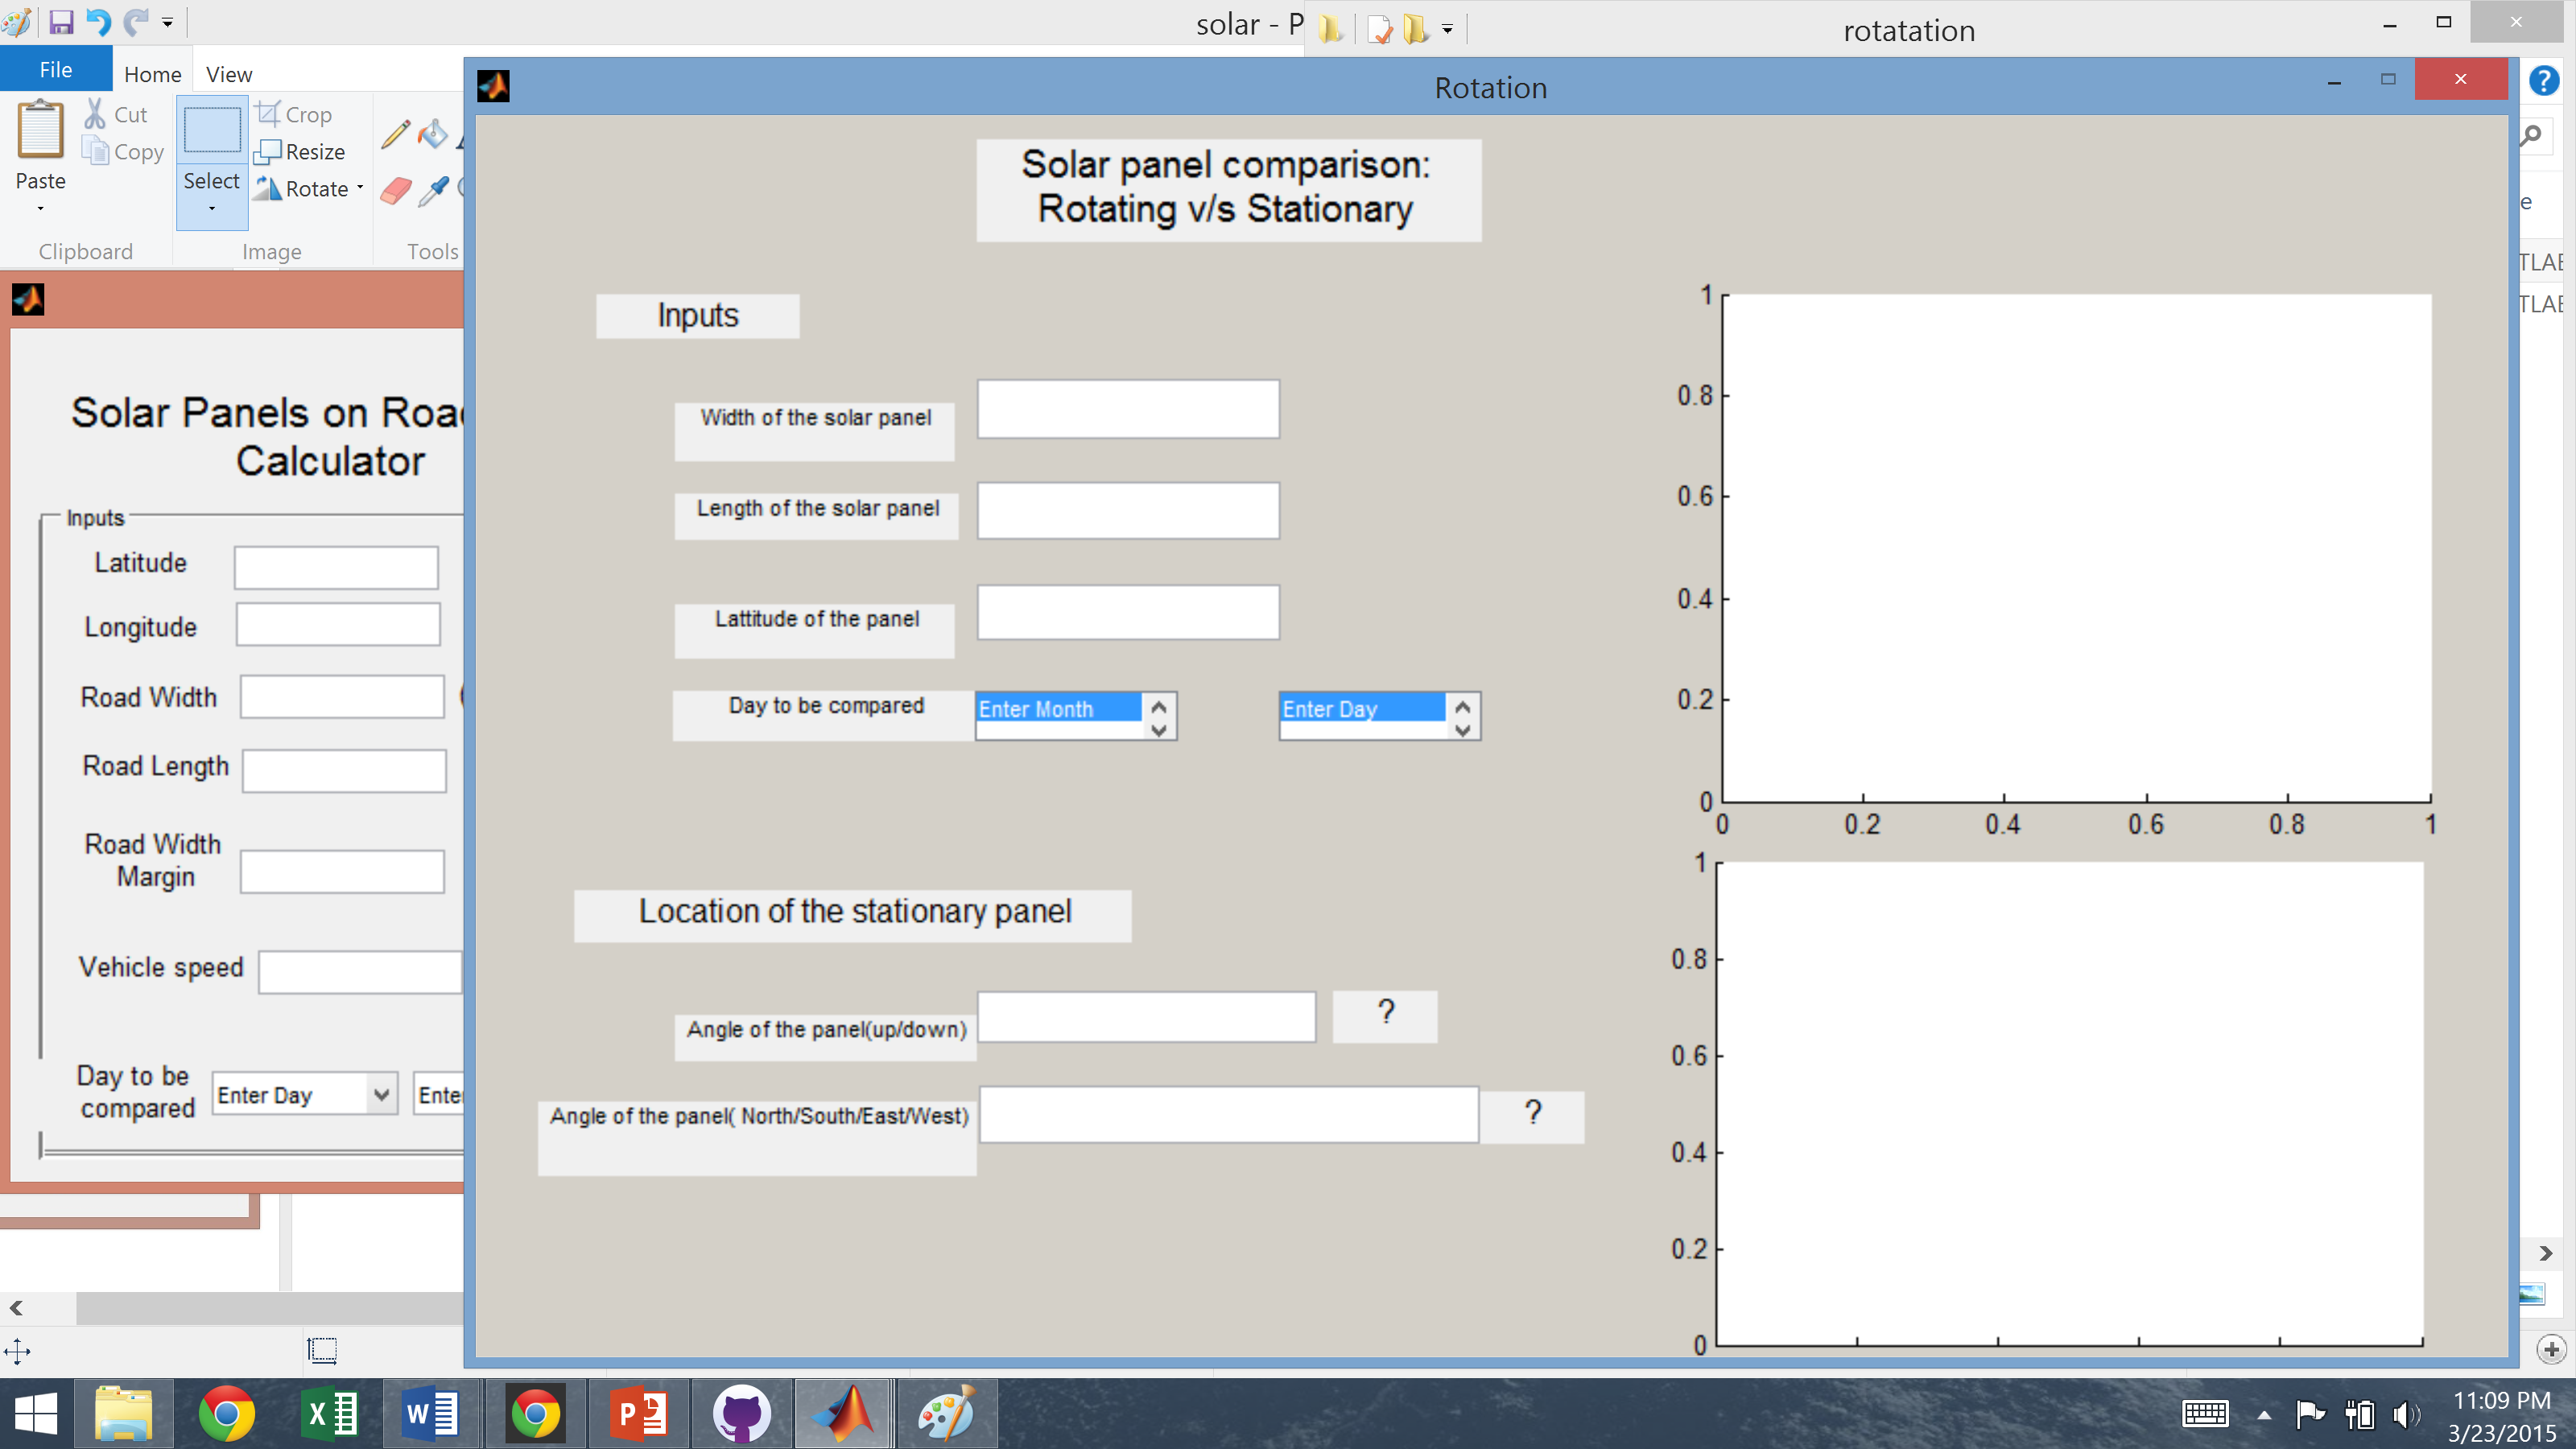 solar - P
rotatation
File
Home
View
Cut
Copy
Paste
Crop
Resize
Rotate
Select
Clipboard
Image
Tools
Rotation
Solar panel comparison:
Rotating v/s Stationary
Inputs
Width of the solar panel
Length of the solar panel
Lattitude of the panel
Day to be compared
Enter Month
Enter Day
Location of the stationary panel
Angle of the panel(up/down)
?
Angle of the panel( North/South/East/West)
?
1
0.8
0.6
0.4
0.2
0
0 0.2 0.4 0.6 0.8 1
1
0.8
0.6
0.4
0.2
0
Solar Panels on Roa
Calculator
Inputs
Latitude
Longitude
Road Width
Road Length
Road Width
Margin
Vehicle speed
Day to be
compared
Enter Day
Ente
e
TLAE
TLAE
11:09 PM
3/23/2015